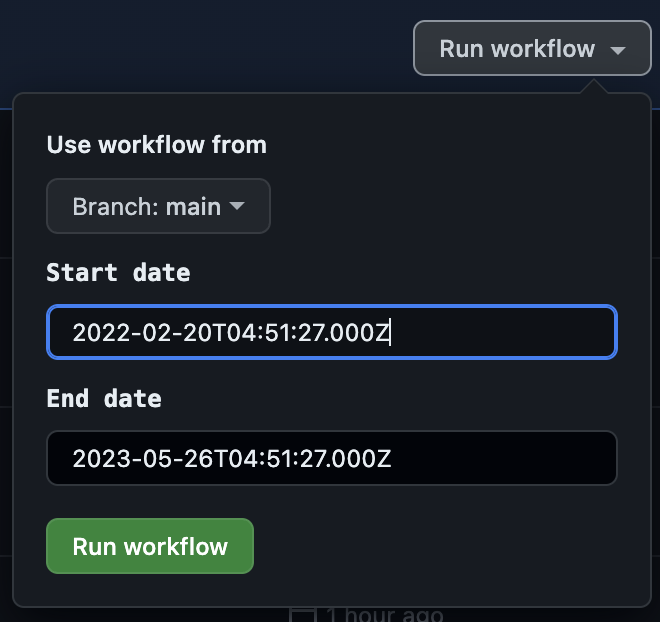 Run workflow
Use workflow from
Branch: main
Start date
2022-02-20T04:51:27.000Z
End date
2023-05-26T04:51:27.000Z
Run workflow
1 hour ago